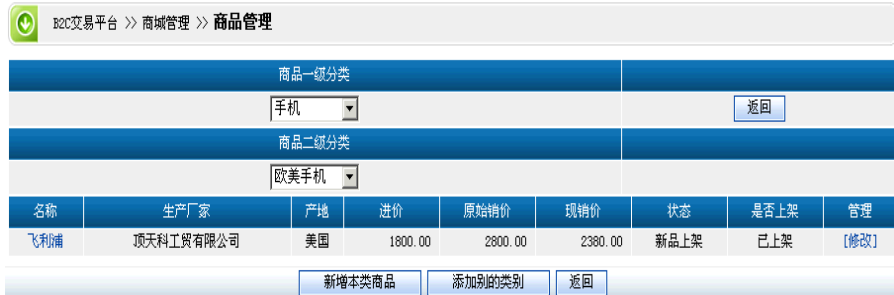 B2C交易平台 >> 商城管理 >> 商品管理
商品一级分类
手机 返回
商品二级分类
欧美手机
名称 生产厂家 产地 进价 原始销价 现销价 状态 是否上架 管理
飞利浦 顶天科工贸有限公司 美国 1800.00 2800.00 2380.00 新品上架 已上架 [修改]
新增本类商品 添加别的类别 返回